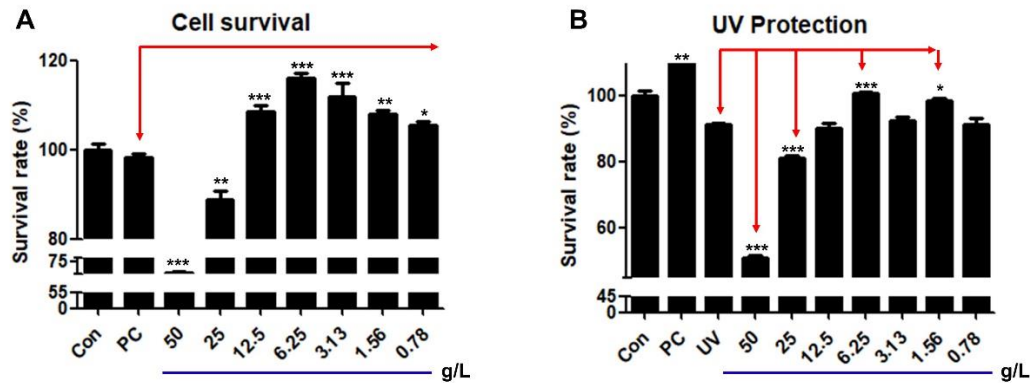 A
Cell survival
Survival rate (%)
120
100
80
75
55
0
***
**
***
***
***
**
*
Con
PC
50
25
12.5
6.25
3.13
1.56
0.78
g/L
B
UV Protection
Survival rate (%)
100
80
60
45
0
**
***
***
***
*
Con
PC
UV
50
25
12.5
6.25
3.13
1.56
0.78
g/L